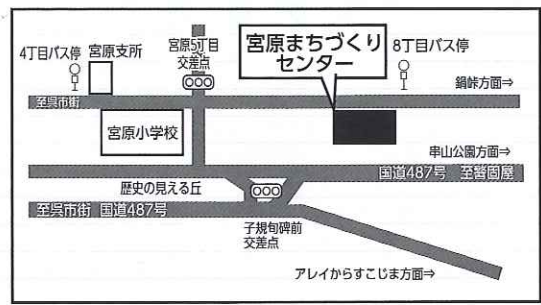 4丁目バス停
宮原支所
宮原5丁目
交差点
宮原まちづくり
センター
8丁目バス停
鍋峠方面⇒
至呉市街
宮原小学校
串山公園方面⇒
国道487号 至警固屋
歴史の見える丘
至呉市街 国道487号
子規句碑前
交差点
アレイからすこじま方面⇒